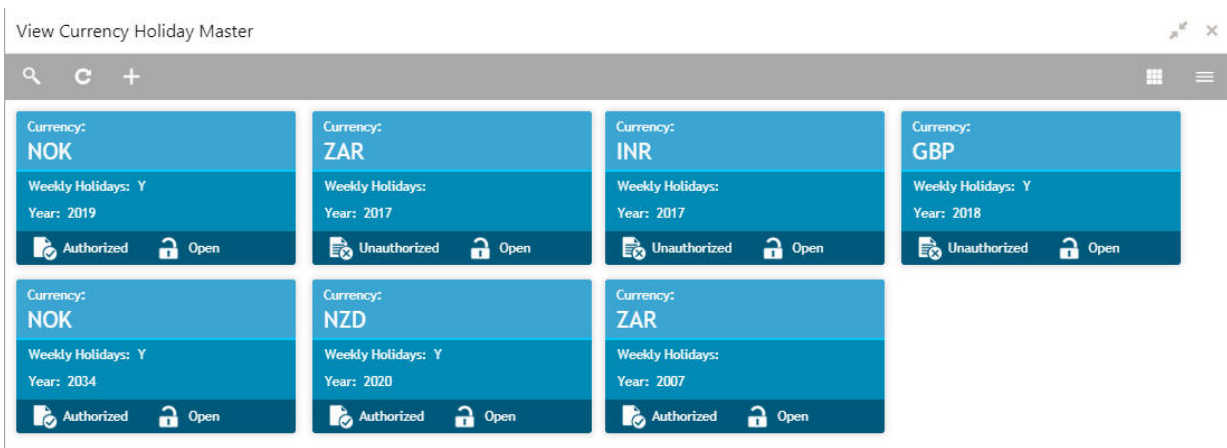 View Currency Holiday Master
Currency:
NOK
Weekly Holidays: Y
Year: 2019
Authorized Open
Currency:
ZAR
Weekly Holidays:
Year: 2017
Unauthorized Open
Currency:
INR
Weekly Holidays:
Year: 2017
Unauthorized Open
Currency:
GBP
Weekly Holidays: Y
Year: 2018
Unauthorized Open
Currency:
NOK
Weekly Holidays: Y
Year: 2034
Authorized Open
Currency:
NZD
Weekly Holidays: Y
Year: 2020
Authorized Open
Currency:
ZAR
Weekly Holidays:
Year: 2007
Authorized Open